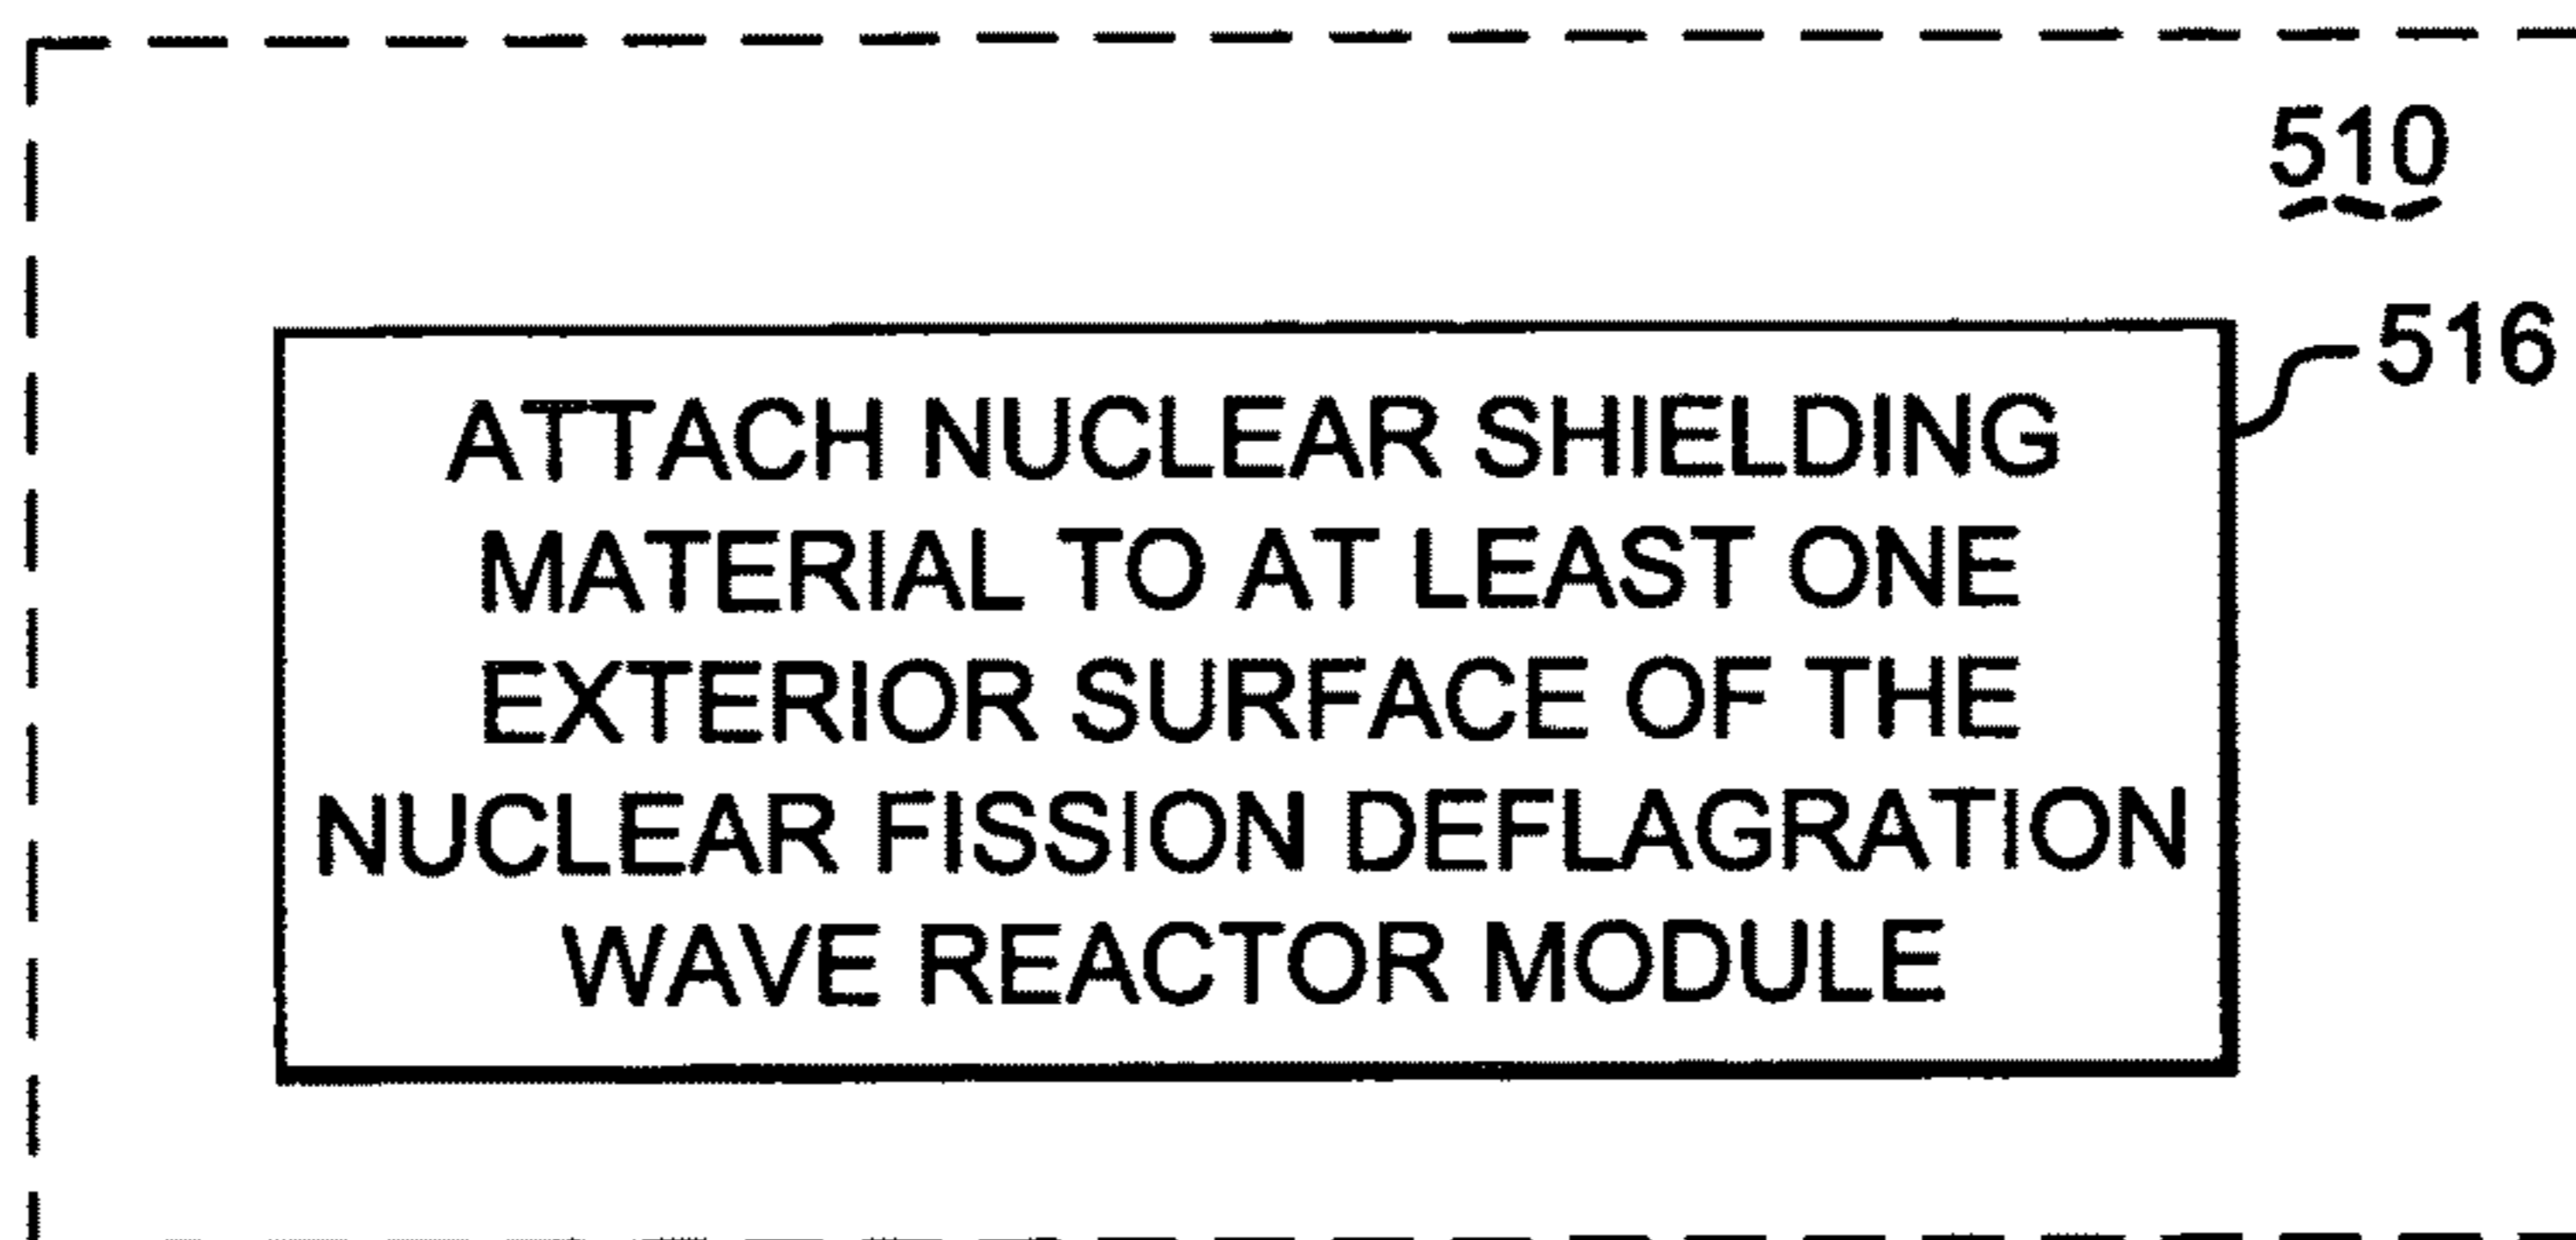 510
516
ATTACH NUCLEAR SHIELDING
MATERIAL TO AT LEAST ONE
EXTERIOR SURFACE OF THE
NUCLEAR FISSION DEFLAGRATION
WAVE REACTOR MODULE